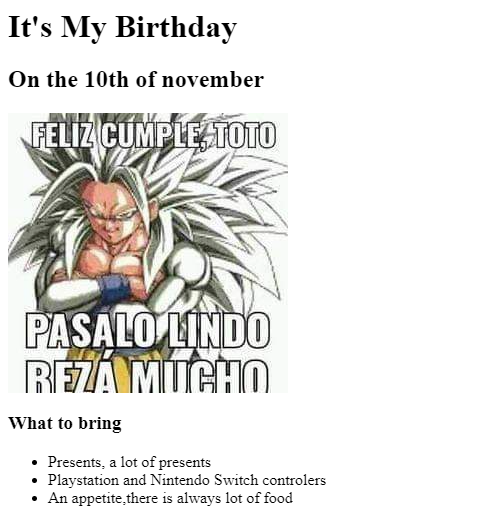 It's My Birthday
On the 10th of november
FELIZ CUMPLE, TOTO
PASALO LINDO
REZÁ MUCHO
What to bring
Presents, a lot of presents
Playstation and Nintendo Switch controlers
An appetite,there is always lot of food